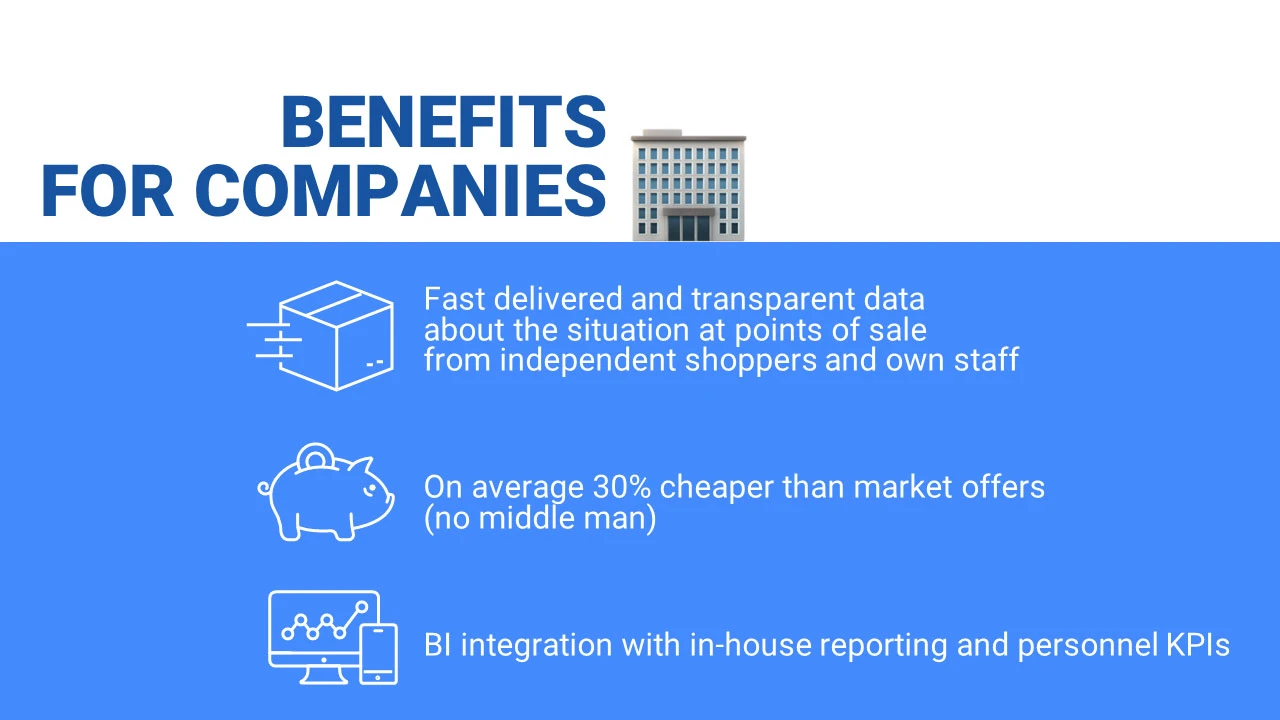 BENEFITS
FOR COMPANIES
Fast delivered and transparent data
about the situation at points of sale
from independent shoppers and own staff
On average 30% cheaper than market offers
(no middle man)
BI integration with in-house reporting and personnel KPIs